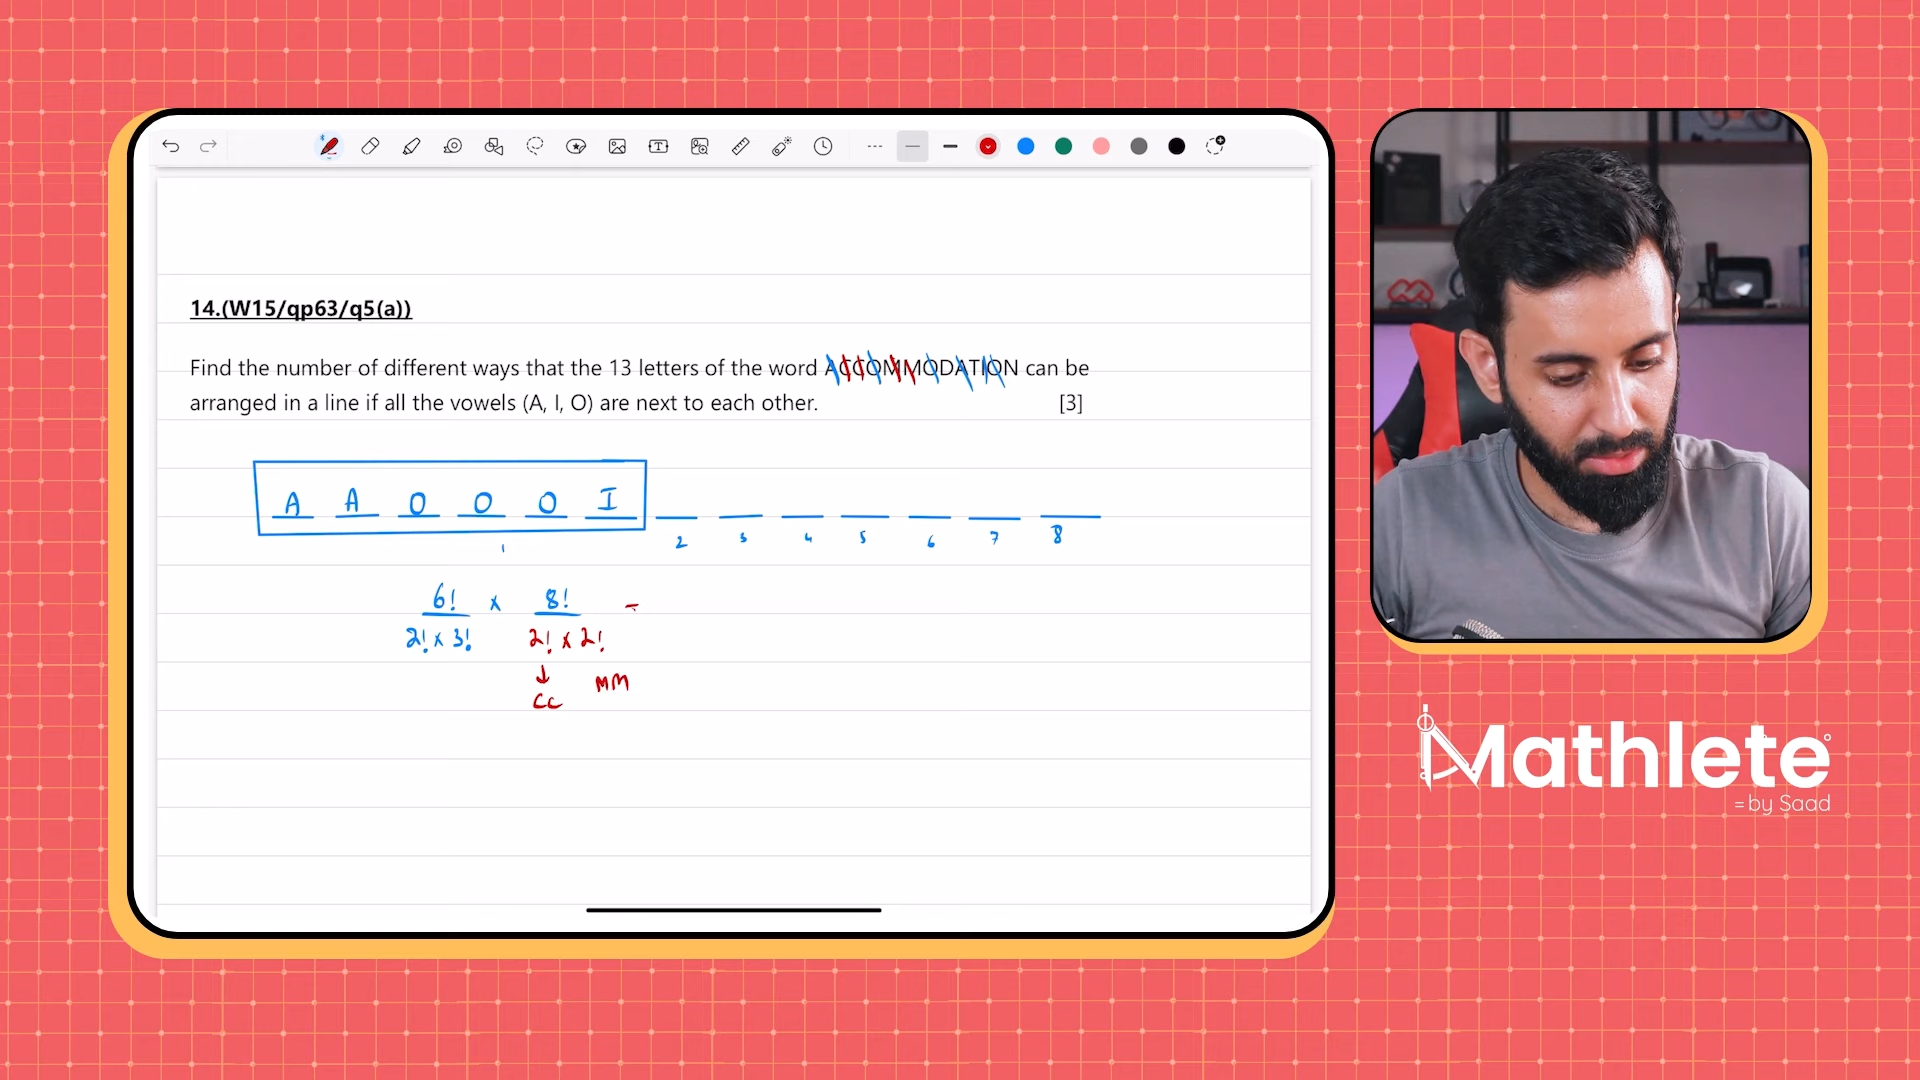 14.(W15/qp63/q5(a))
Find the number of different ways that the 13 letters of the word ACCOMMODATION can be
arranged in a line if all the vowels (A, I, O) are next to each other. [3]
A A O O O I
1 2 3 4 5 6 7 8
6! × 8! =
2! × 3! 2! × 2!
↓ MM
CC
Mathlete
= by Saad